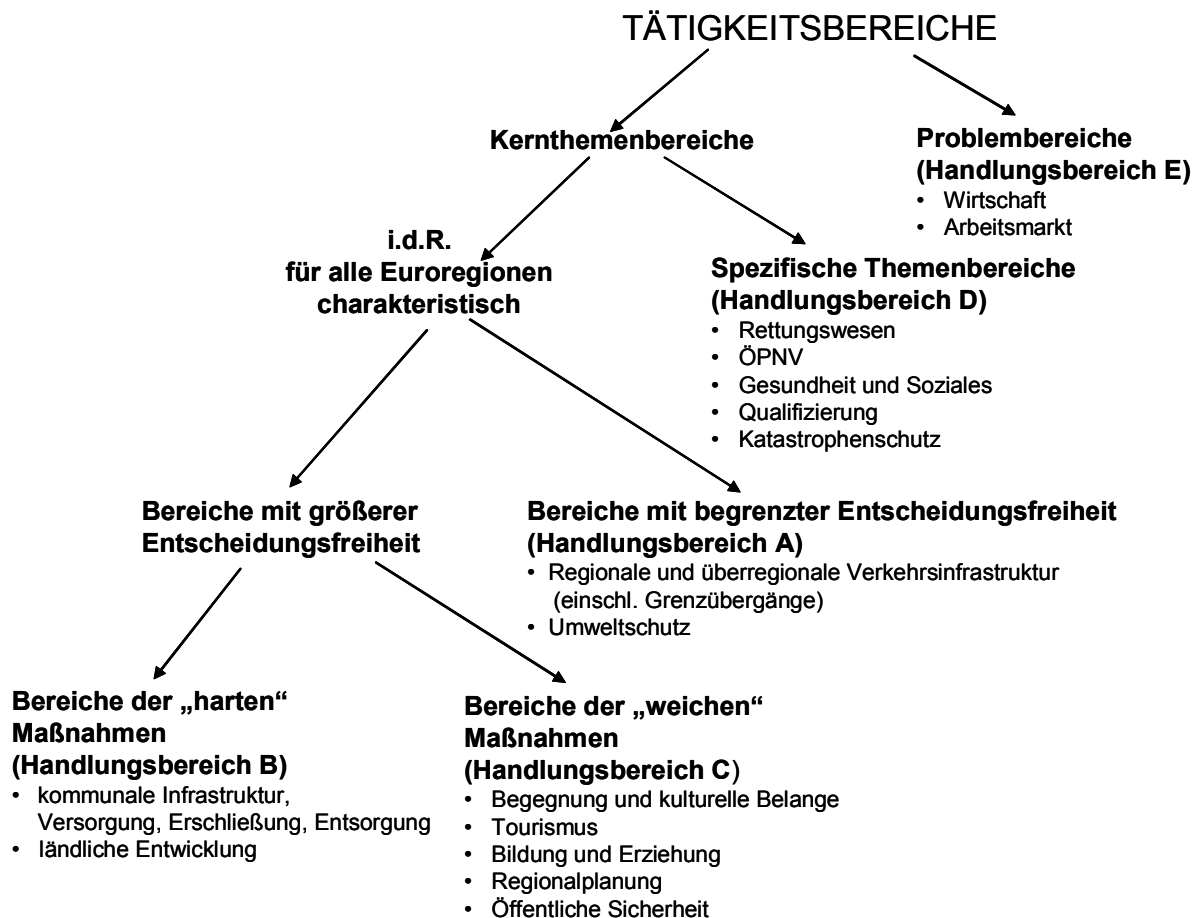 TÄTIGKEITSBEREICHE
Kernthemenbereiche
Problembereiche
(Handlungsbereich E)
• Wirtschaft
• Arbeitsmarkt
i.d.R.
für alle Euroregionen
charakteristisch
Spezifische Themenbereiche
(Handlungsbereich D)
• Rettungswesen
• ÖPNV
• Gesundheit und Soziales
• Qualifizierung
• Katastrophenschutz
Bereiche mit größerer
Entscheidungsfreiheit
Bereiche mit begrenzter Entscheidungsfreiheit
(Handlungsbereich A)
• Regionale und überregionale Verkehrsinfrastruktur
(einschl. Grenzübergänge)
• Umweltschutz
Bereiche der „harten“
Maßnahmen
(Handlungsbereich B)
• kommunale Infrastruktur,
Versorgung, Erschließung, Entsorgung
• ländliche Entwicklung
Bereiche der „weichen“
Maßnahmen
(Handlungsbereich C)
• Begegnung und kulturelle Belange
• Tourismus
• Bildung und Erziehung
• Regionalplanung
• Öffentliche Sicherheit